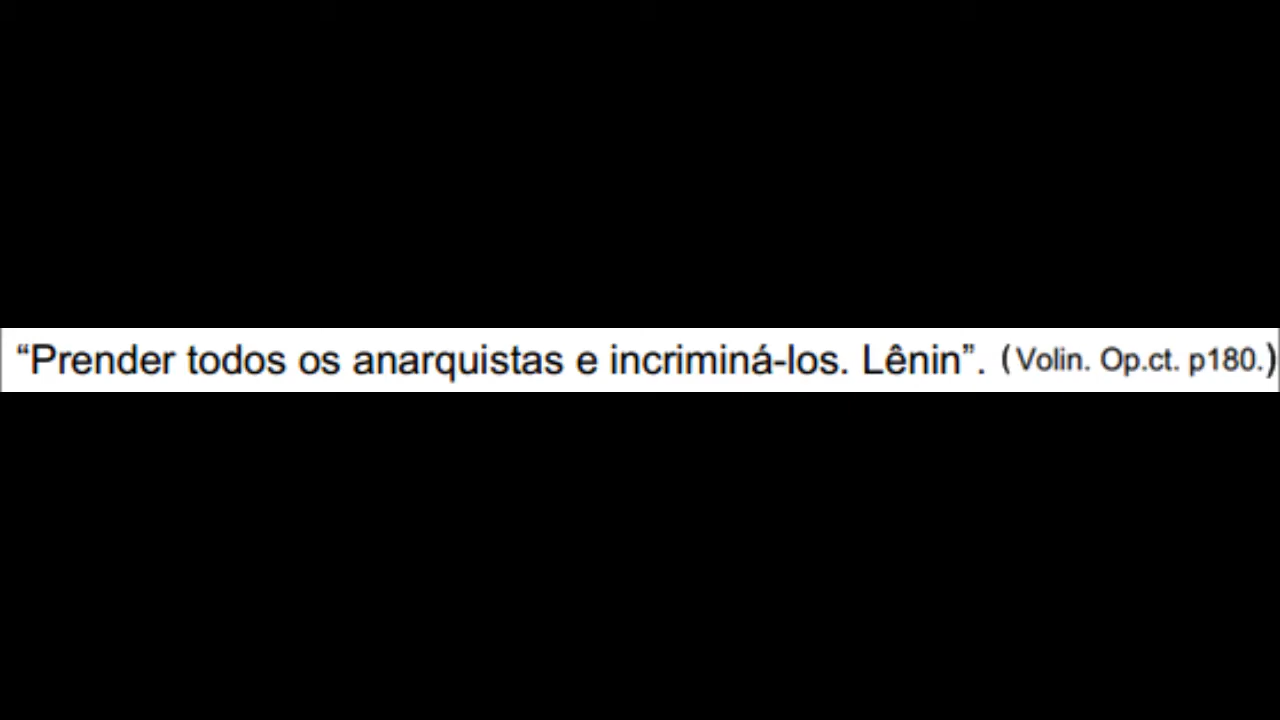 “Prender todos os anarquistas e incriminá-los. Lênin”. (Volin. Op.ct. p180.)